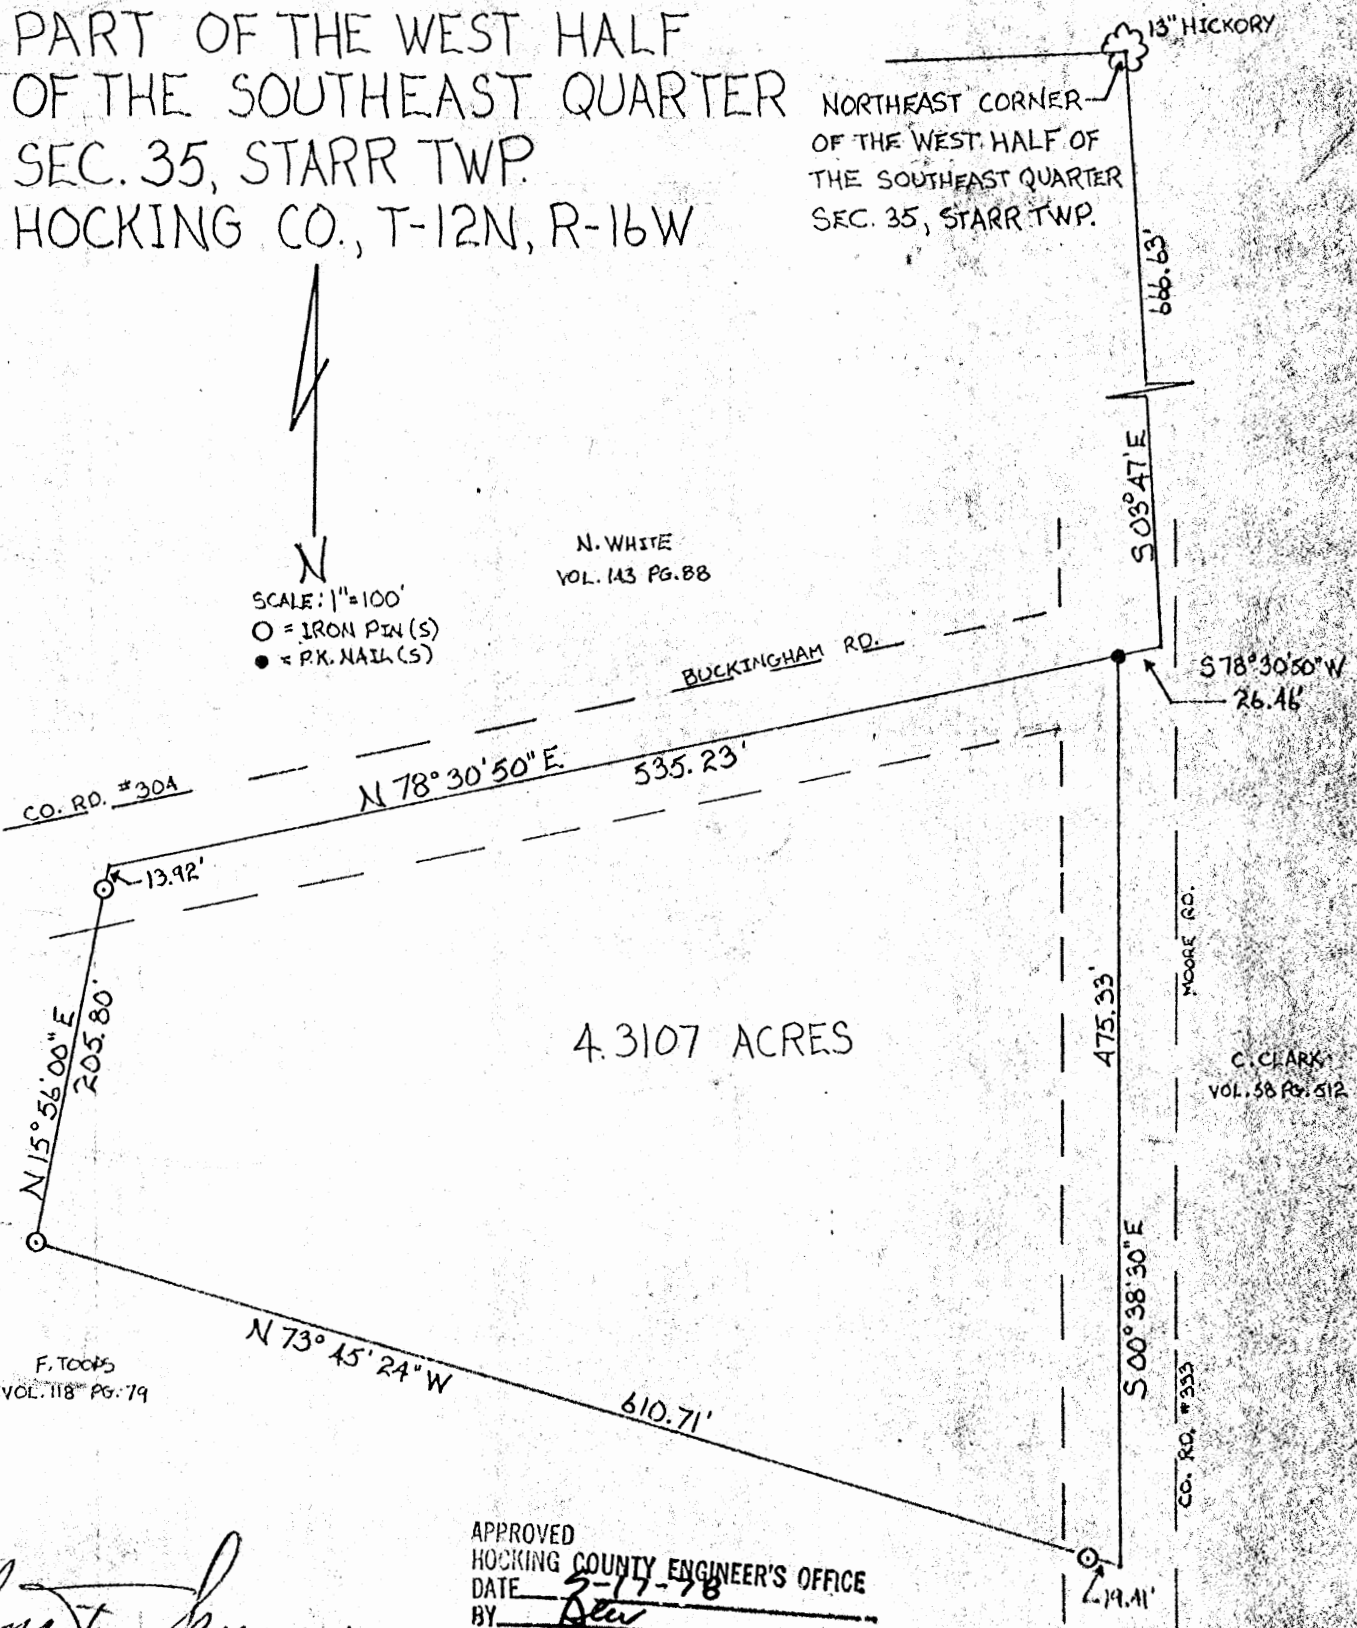 PART OF THE WEST HALF
OF THE SOUTHEAST QUARTER
SEC. 35, STARR TWP.
HOCKING CO., T-12N, R-16W
13" HICKORY
NORTHEAST CORNER
OF THE WEST HALF OF
THE SOUTHEAST QUARTER
SEC. 35, STARR TWP.
666.63'
S 03° 47' E
N
SCALE: 1"=100'
O = IRON PIN(S)
● = P.K. NAIL(S)
N. WHITE
VOL. 143 PG. 88
BUCKINGHAM RD.
S 78° 30' 50" W
26.46'
CO. RD. #304
N 78° 30' 50" E
535.23'
13.92'
N 15° 56' 00" E
205.80'
4.3107 ACRES
475.33'
S 00° 38' 30" E
MOORE RD.
CO. RD. #333
C. CLARK
VOL. 58 PG. 512
N 73° 45' 24" W
610.71'
F. TOOPS
VOL. 118 PG. 79
19.41'
APPROVED
HOCKING COUNTY ENGINEER'S OFFICE
DATE 5-17-78
BY